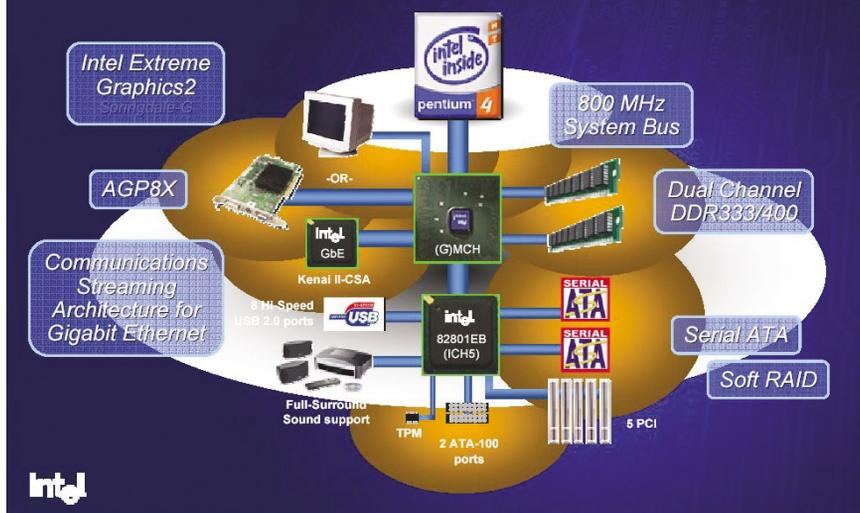 intel
inside
HT
pentium 4
Intel Extreme
Graphics2
Springdale-G
800 MHz
System Bus
-OR-
AGP8X
Dual Channel
DDR333/400
intel
GbE
(G)MCH
Kenai II-CSA
Communications
Streaming
Architecture for
Gigabit Ethernet
8 Hi-Speed
USB 2.0 ports
USB
intel
82801EB
(ICH5)
SERIAL
ATA
SERIAL
ATA
Serial ATA
Soft RAID
Full-Surround
Sound support
TPM
2 ATA-100
ports
5 PCI
intel